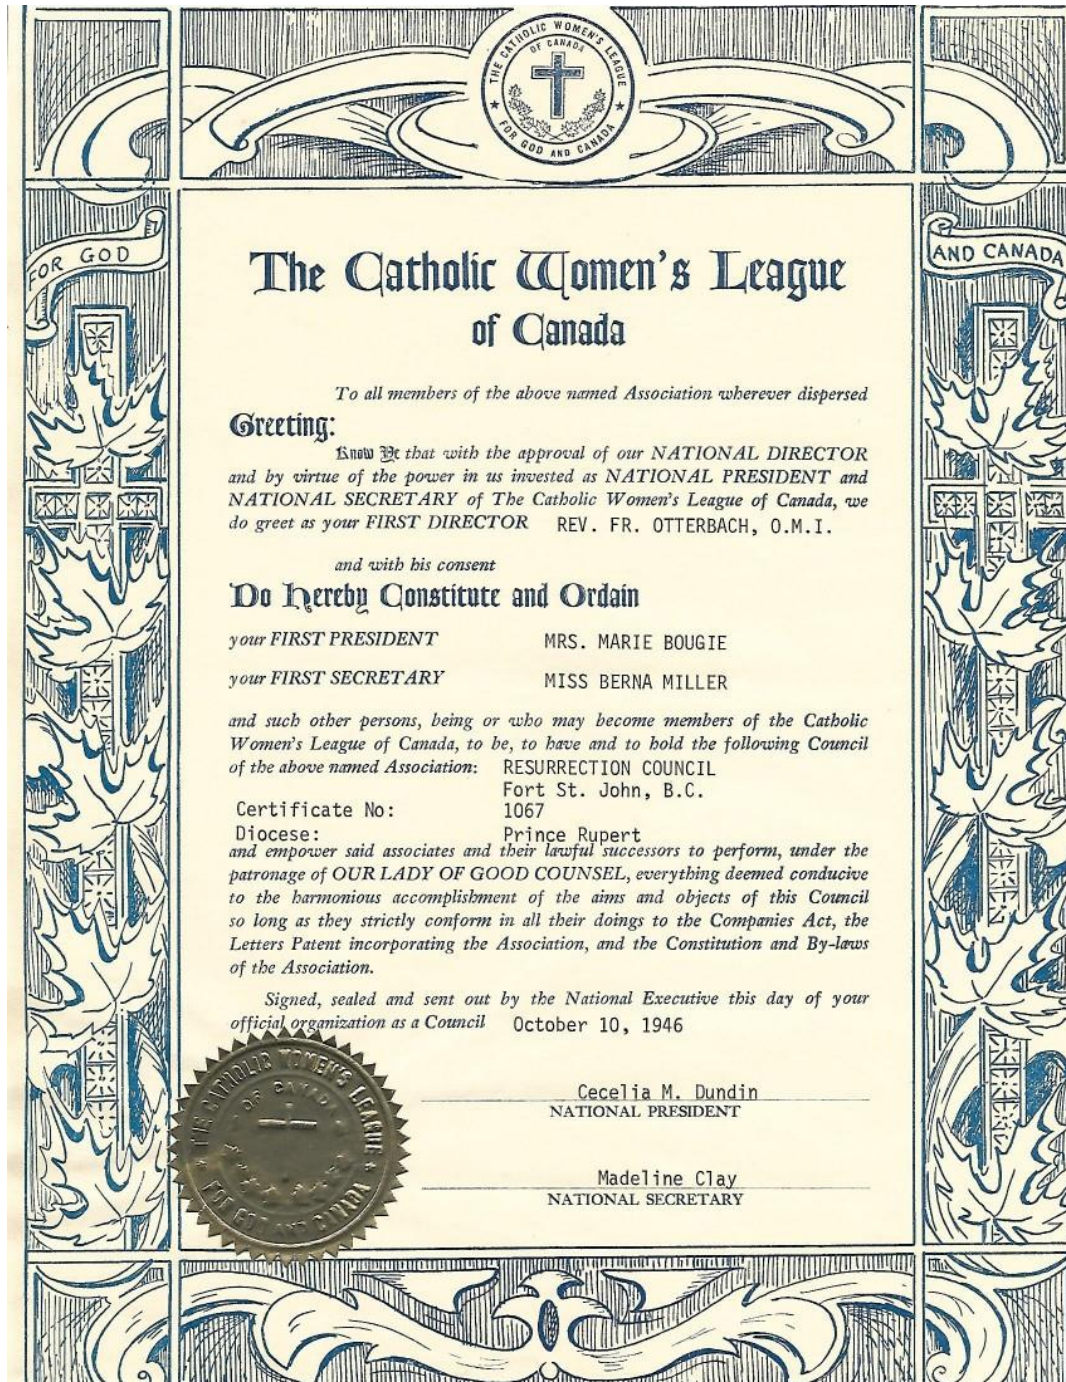 THE CATHOLIC WOMEN'S LEAGUE
OF CANADA
FOR GOD AND CANADA
FOR GOD
AND CANADA
The Catholic Women's League
of Canada
To all members of the above named Association wherever dispersed
Greeting:
Know Ye that with the approval of our NATIONAL DIRECTOR
and by virtue of the power in us invested as NATIONAL PRESIDENT and
NATIONAL SECRETARY of The Catholic Women's League of Canada, we
do greet as your FIRST DIRECTOR REV. FR. OTTERBACH, O.M.I.
and with his consent
Do Hereby Constitute and Ordain
your FIRST PRESIDENT MRS. MARIE BOUGIE
your FIRST SECRETARY MISS BERNA MILLER
and such other persons, being or who may become members of the Catholic
Women's League of Canada, to be, to have and to hold the following Council
of the above named Association: RESURRECTION COUNCIL
Fort St. John, B.C.
Certificate No: 1067
Diocese: Prince Rupert
and empower said associates and their lawful successors to perform, under the
patronage of OUR LADY OF GOOD COUNSEL, everything deemed conducive
to the harmonious accomplishment of the aims and objects of this Council
so long as they strictly conform in all their doings to the Companies Act, the
Letters Patent incorporating the Association, and the Constitution and By-laws
of the Association.
Signed, sealed and sent out by the National Executive this day of your
official organization as a Council October 10, 1946
Cecelia M. Dundin
NATIONAL PRESIDENT
Madeline Clay
NATIONAL SECRETARY
THE CATHOLIC WOMEN'S LEAGUE
OF CANADA
FOR GOD AND CANADA